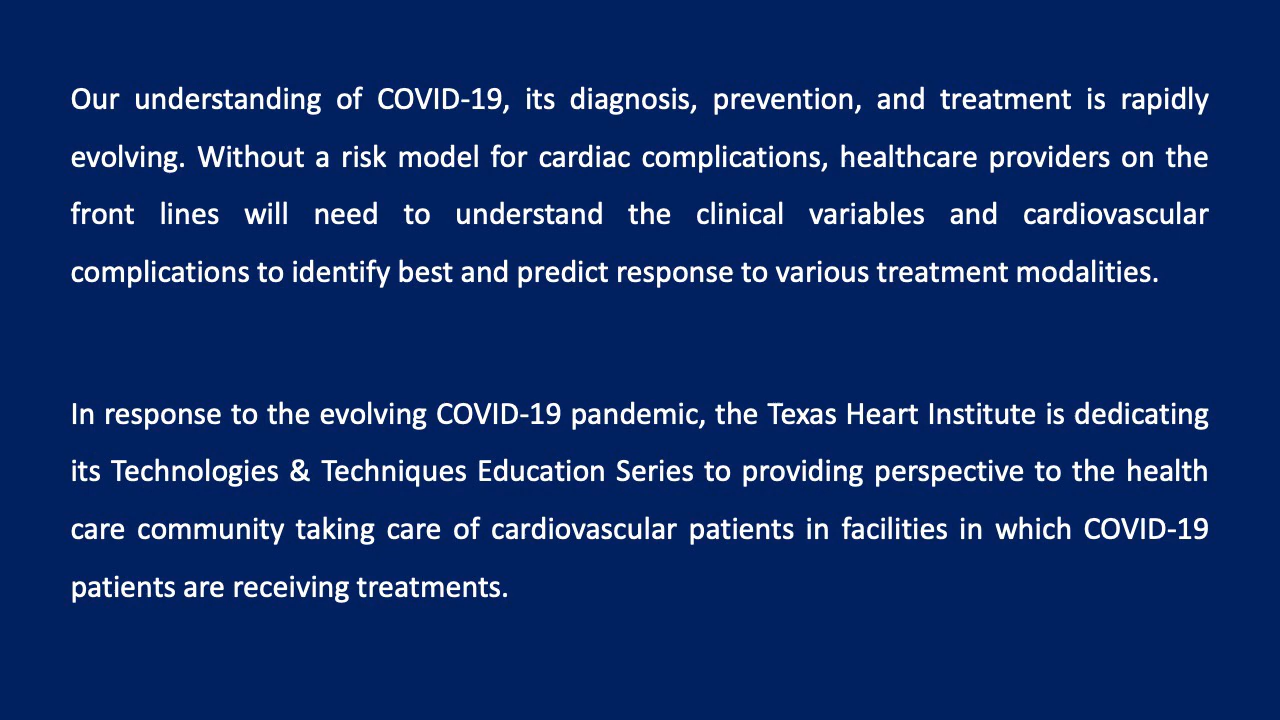 Our understanding of COVID-19, its diagnosis, prevention, and treatment is rapidly
evolving. Without a risk model for cardiac complications, healthcare providers on the
front lines will need to understand the clinical variables and cardiovascular
complications to identify best and predict response to various treatment modalities.
In response to the evolving COVID-19 pandemic, the Texas Heart Institute is dedicating
its Technologies & Techniques Education Series to providing perspective to the health
care community taking care of cardiovascular patients in facilities in which COVID-19
patients are receiving treatments.